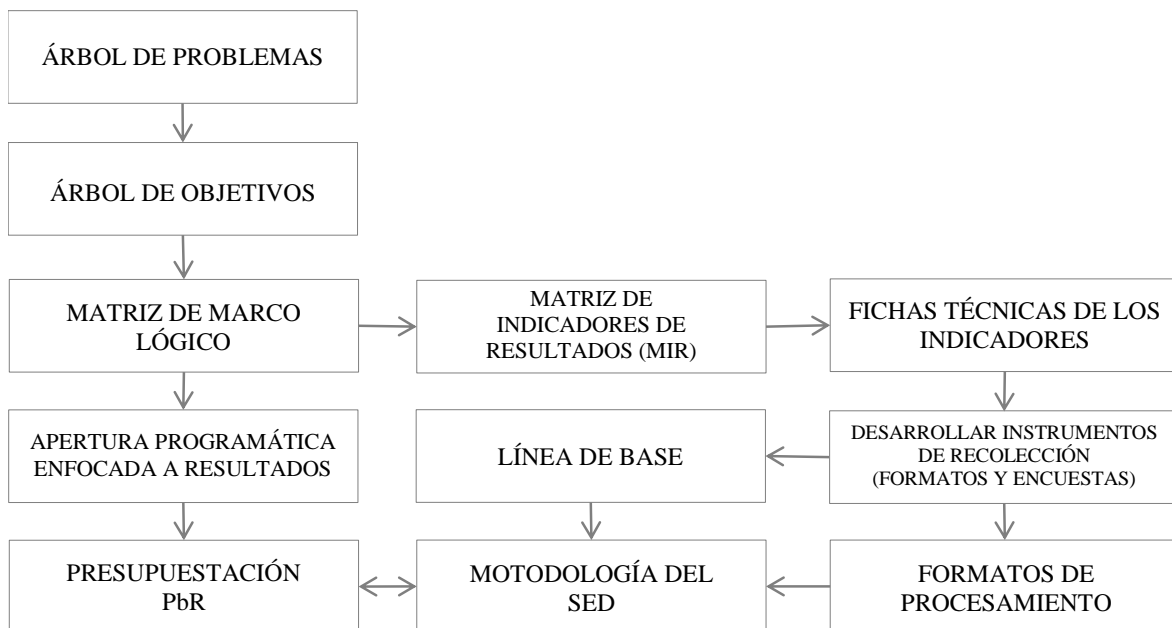 ÁRBOL DE PROBLEMAS
ÁRBOL DE OBJETIVOS
MATRIZ DE MARCO
LÓGICO
MATRIZ DE
INDICADORES DE
RESULTADOS (MIR)
FICHAS TÉCNICAS DE LOS
INDICADORES
APERTURA PROGRAMÁTICA
ENFOCADA A RESULTADOS
LÍNEA DE BASE
DESARROLLAR INSTRUMENTOS
DE RECOLECCIÓN
(FORMATOS Y ENCUESTAS)
PRESUPUESTACIÓN
PbR
MOTODOLOGÍA DEL
SED
FORMATOS DE
PROCESAMIENTO